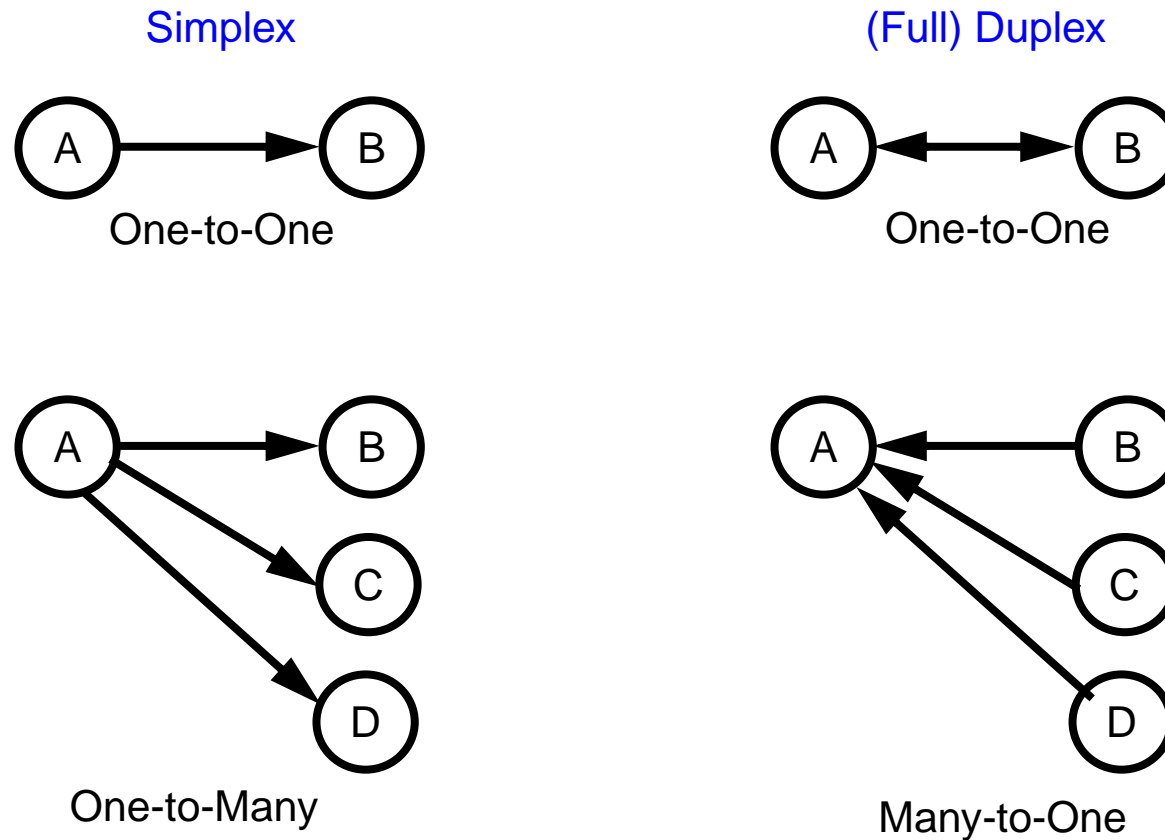 Simplex
(Full) Duplex
A
B
One-to-One
A
B
One-to-One
A
B
C
D
One-to-Many
A
B
C
D
Many-to-One